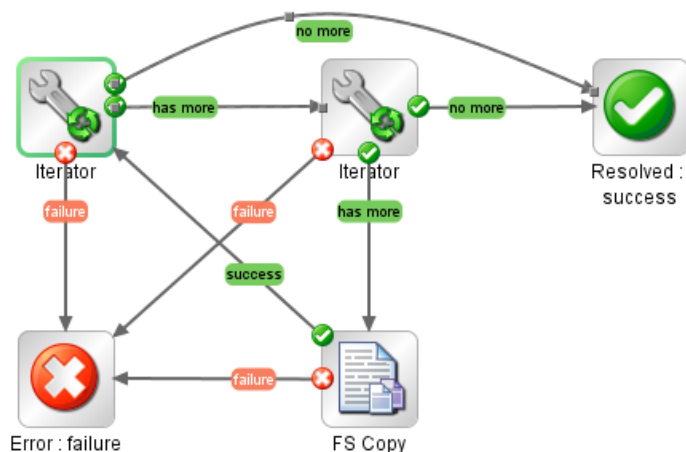 no more
has more
no more
Iterator
Iterator
Resolved :
success
failure
failure
has more
success
failure
Error : failure
FS Copy